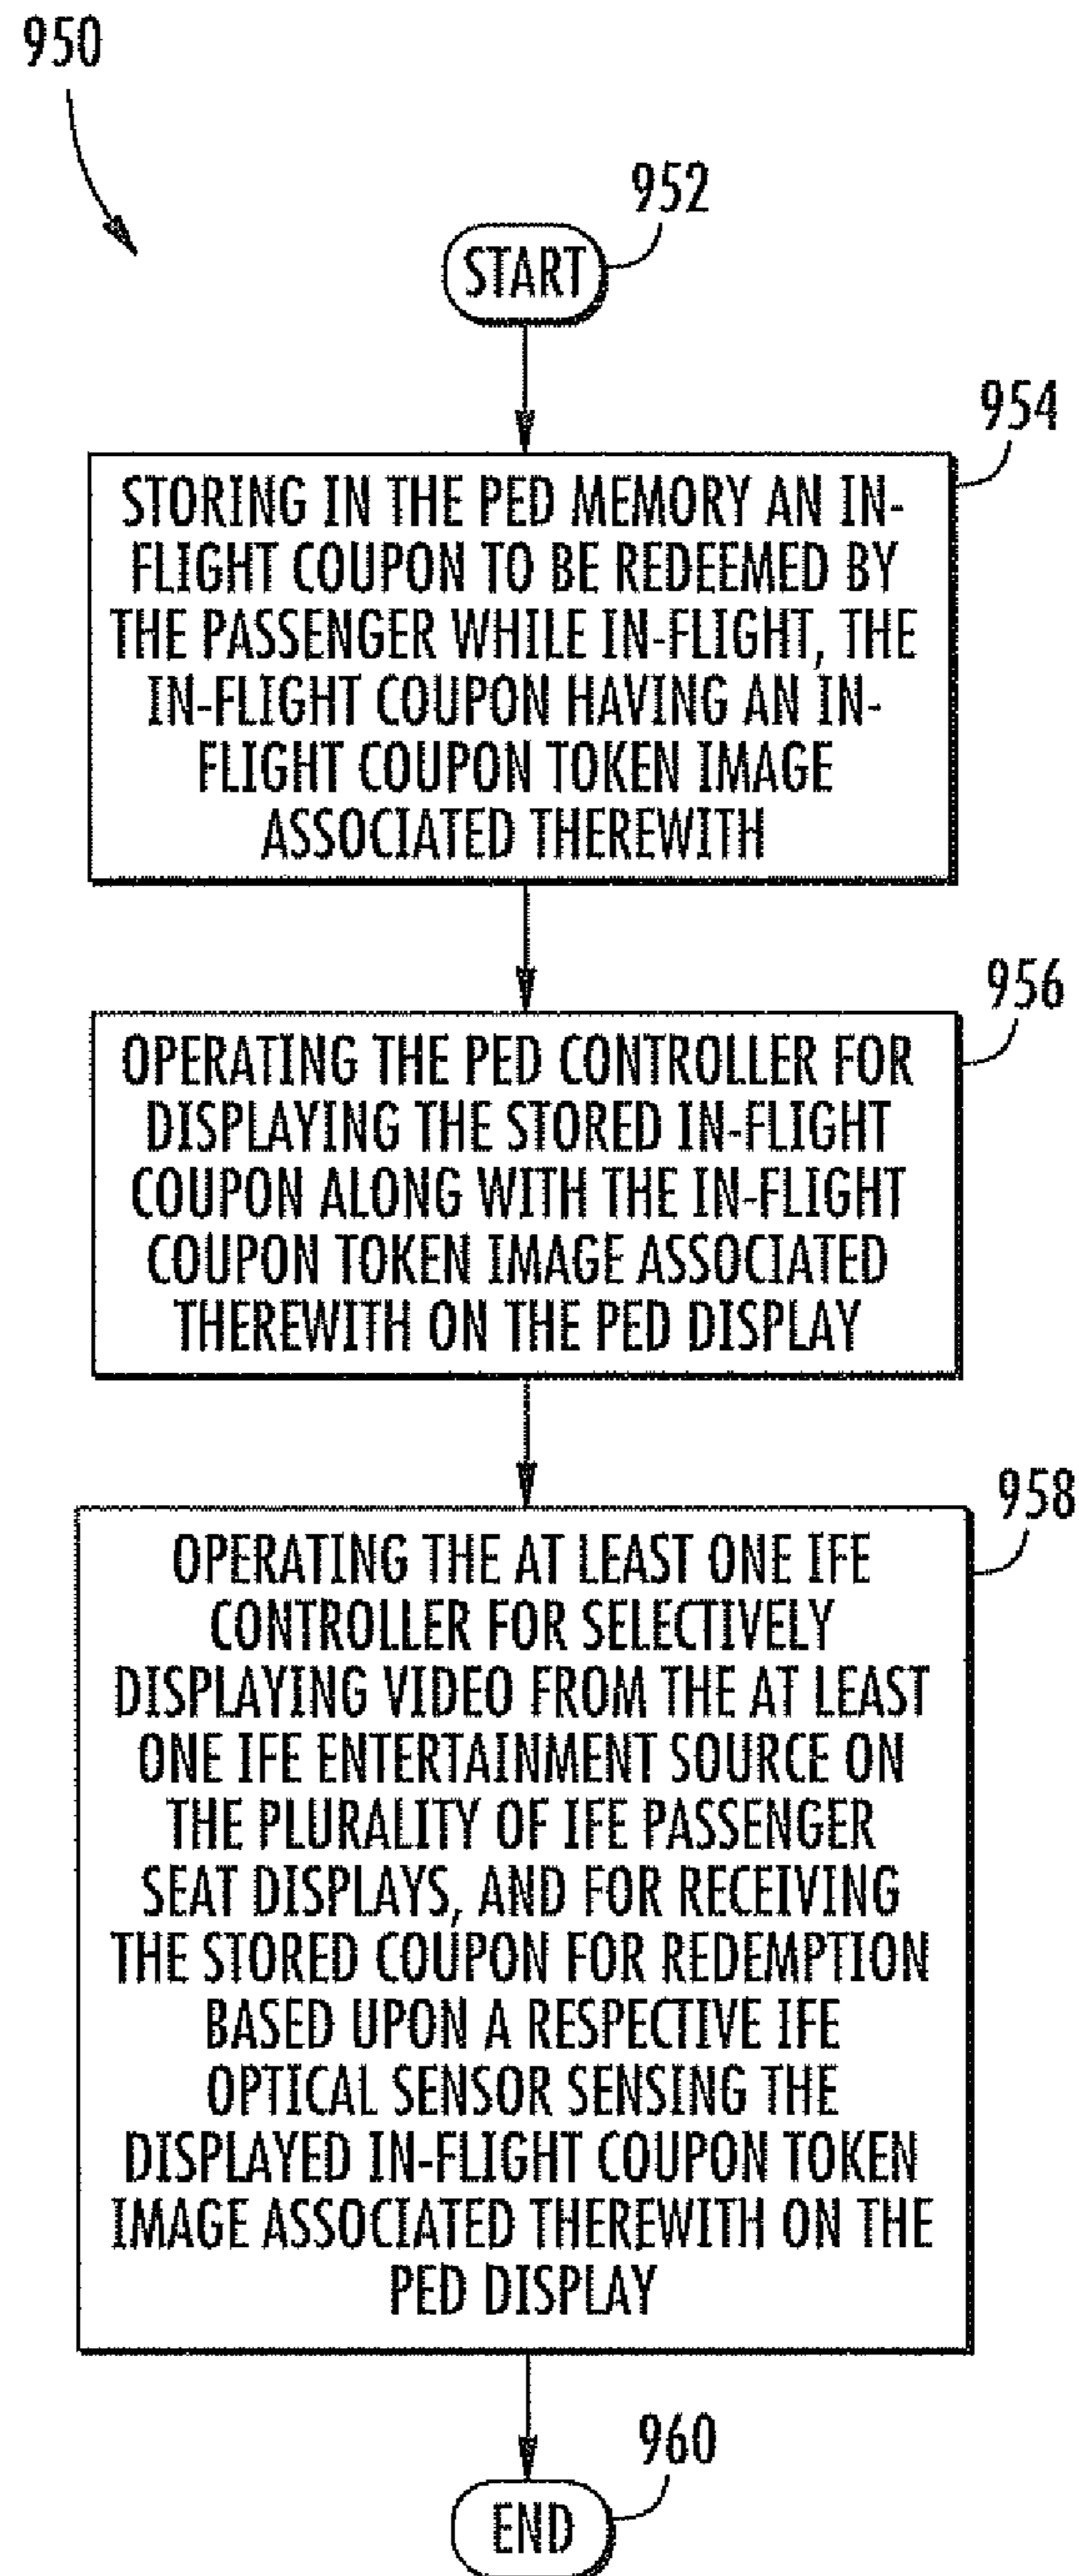 950
952
START
954
STORING IN THE PED MEMORY AN IN-
FLIGHT COUPON TO BE REDEEMED BY
THE PASSENGER WHILE IN-FLIGHT, THE
IN-FLIGHT COUPON HAVING AN IN-
FLIGHT COUPON TOKEN IMAGE
ASSOCIATED THEREWITH
956
OPERATING THE PED CONTROLLER FOR
DISPLAYING THE STORED IN-FLIGHT
COUPON ALONG WITH THE IN-FLIGHT
COUPON TOKEN IMAGE ASSOCIATED
THEREWITH ON THE PED DISPLAY
958
OPERATING THE AT LEAST ONE IFE
CONTROLLER FOR SELECTIVELY
DISPLAYING VIDEO FROM THE AT LEAST
ONE IFE ENTERTAINMENT SOURCE ON
THE PLURALITY OF IFE PASSENGER
SEAT DISPLAYS, AND FOR RECEIVING
THE STORED COUPON FOR REDEMPTION
BASED UPON A RESPECTIVE IFE
OPTICAL SENSOR SENSING THE
DISPLAYED IN-FLIGHT COUPON TOKEN
IMAGE ASSOCIATED THEREWITH ON THE
PED DISPLAY
960
END